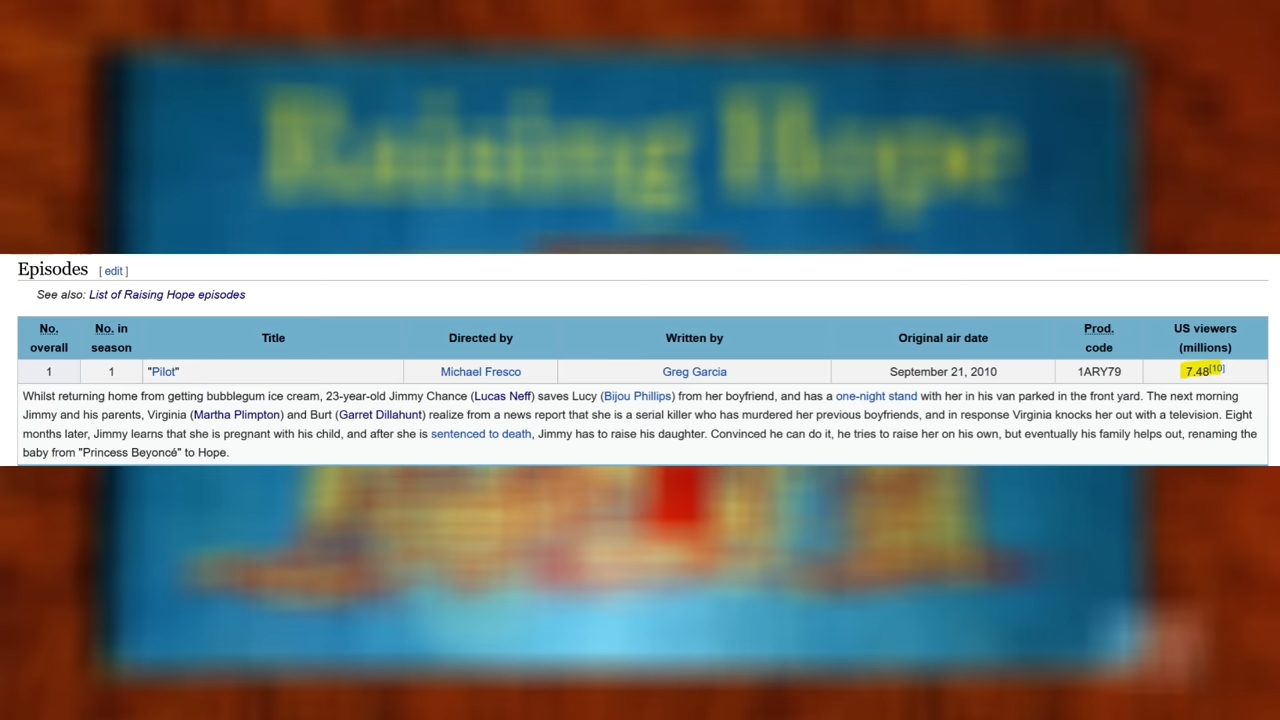 Raising Hope
Episodes [ edit ]
See also: List of Raising Hope episodes
No. overall No. in season Title Directed by Written by Original air date Prod. code US viewers (millions)
1 1 "Pilot" Michael Fresco Greg Garcia September 21, 2010 1ARY79 7.48[10]
Whilst returning home from getting bubblegum ice cream, 23-year-old Jimmy Chance (Lucas Neff) saves Lucy (Bijou Phillips) from her boyfriend, and has a one-night stand with her in his van parked in the front yard. The next morning
Jimmy and his parents, Virginia (Martha Plimpton) and Burt (Garret Dillahunt) realize from a news report that she is a serial killer who has murdered her previous boyfriends, and in response Virginia knocks her out with a television. Eight
months later, Jimmy learns that she is pregnant with his child, and after she is sentenced to death, Jimmy has to raise his daughter. Convinced he can do it, he tries to raise her on his own, but eventually his family helps out, renaming the
baby from "Princess Beyoncé" to Hope.